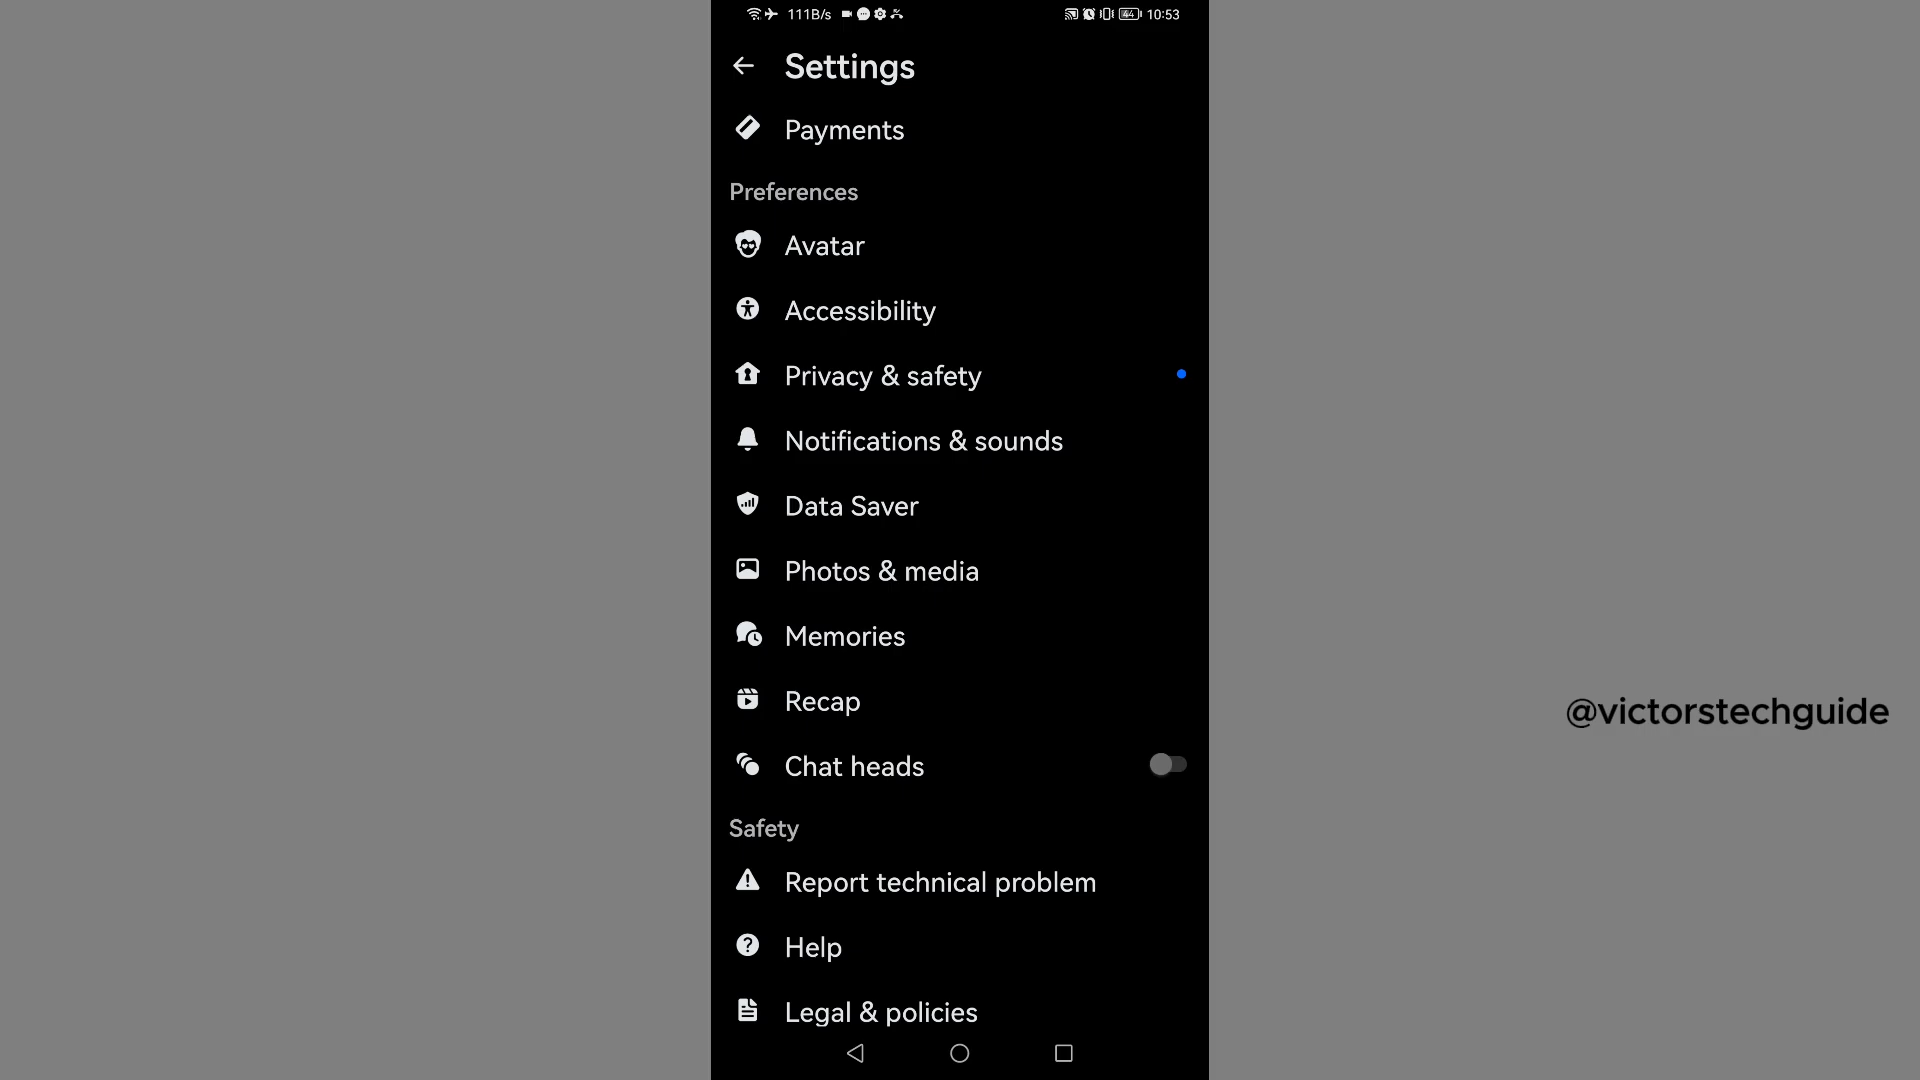 111B/s 44 10:53
Settings
Payments
Preferences
Avatar
Accessibility
Privacy & safety
Notifications & sounds
Data Saver
Photos & media
Memories
Recap
@victorstechguide
Chat heads
Safety
Report technical problem
Help
Legal & policies